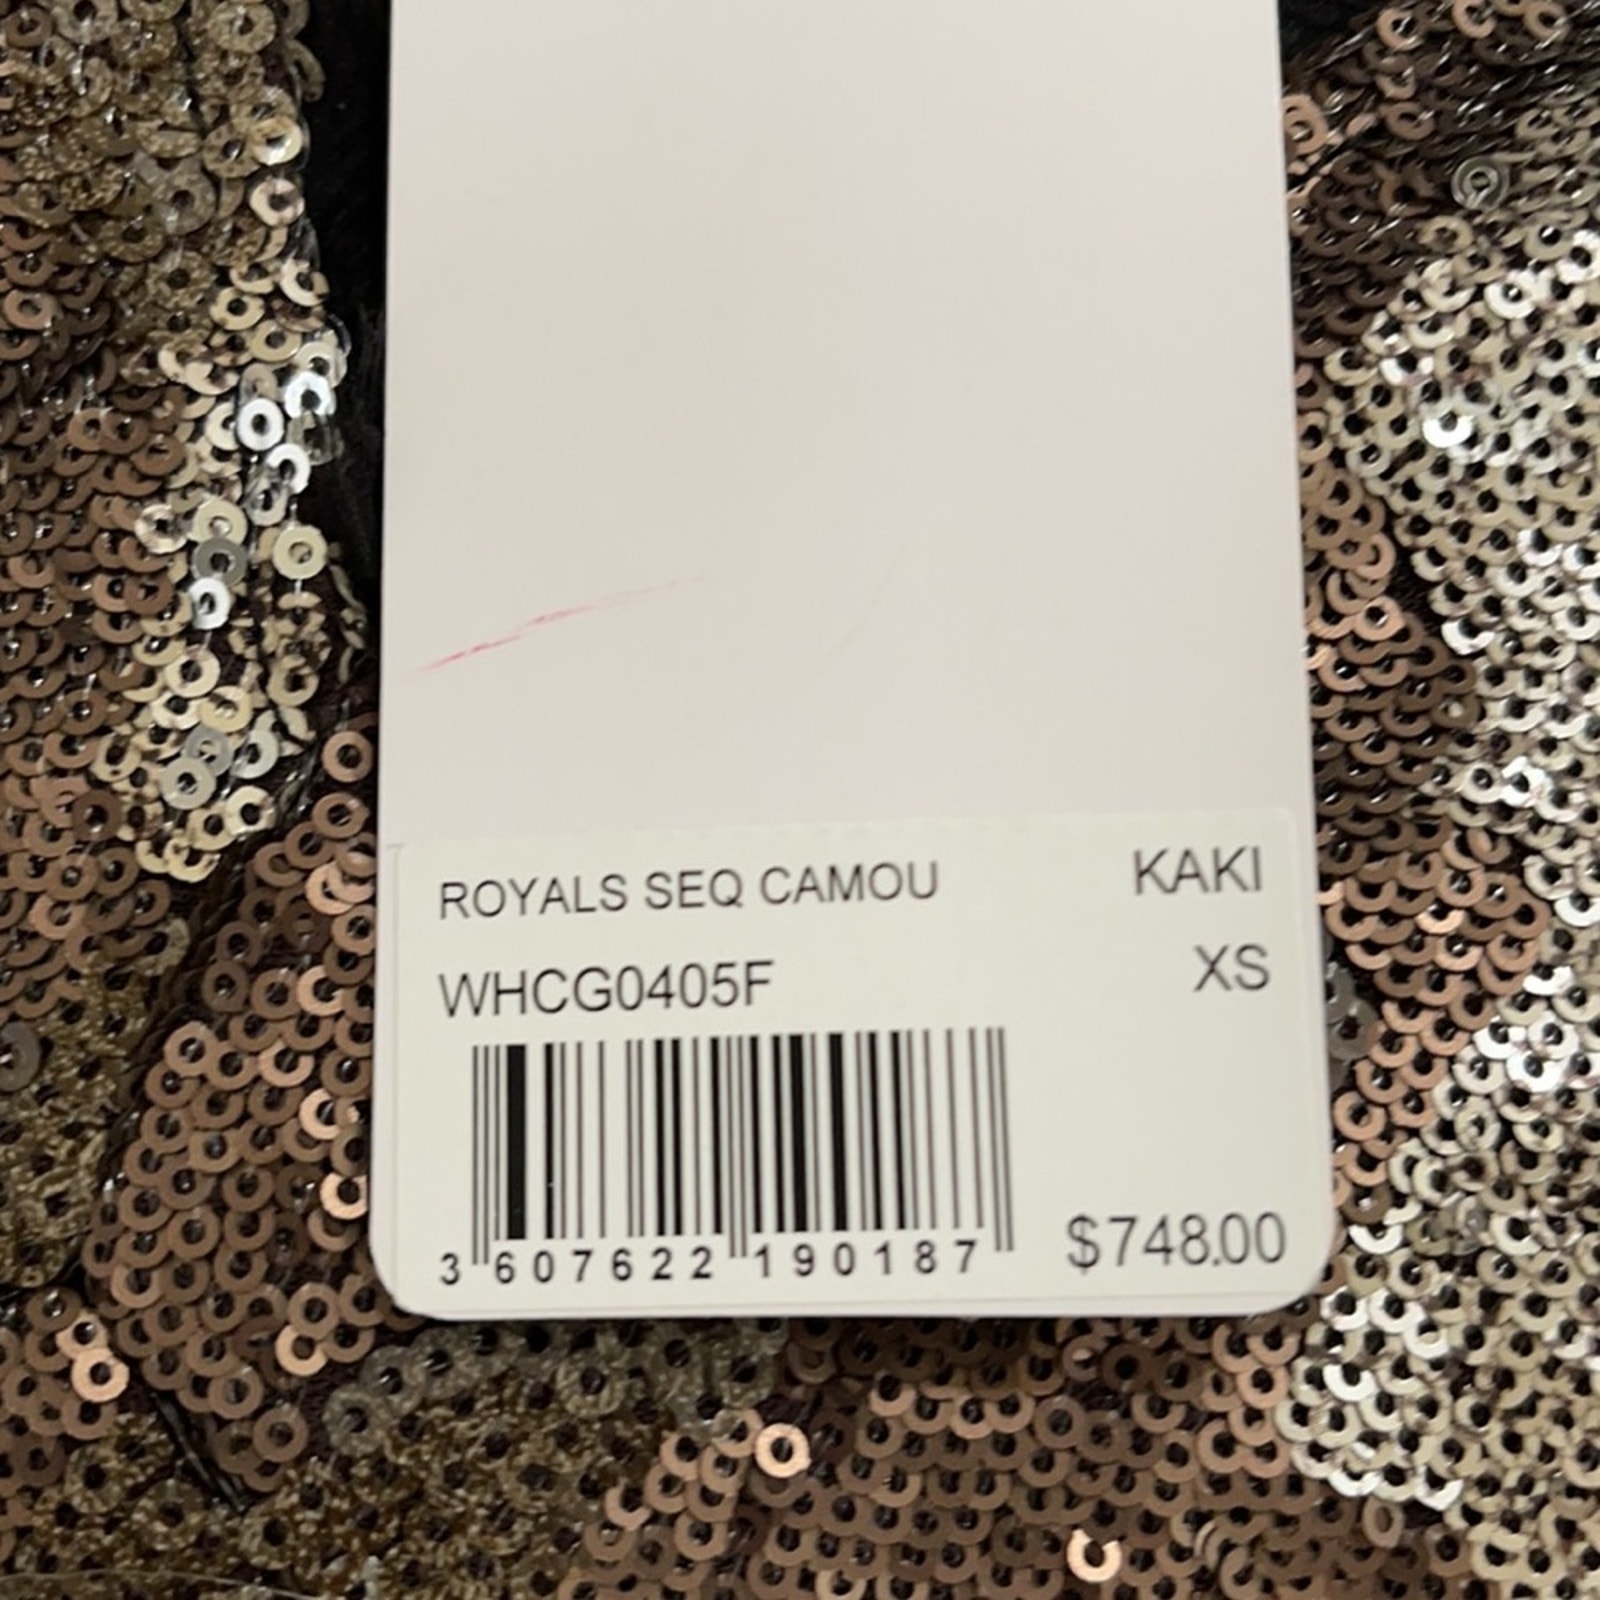 ROYALS SEQ CAMOU KAKI
WHCG0405F XS
3 607622 190187 $748.00